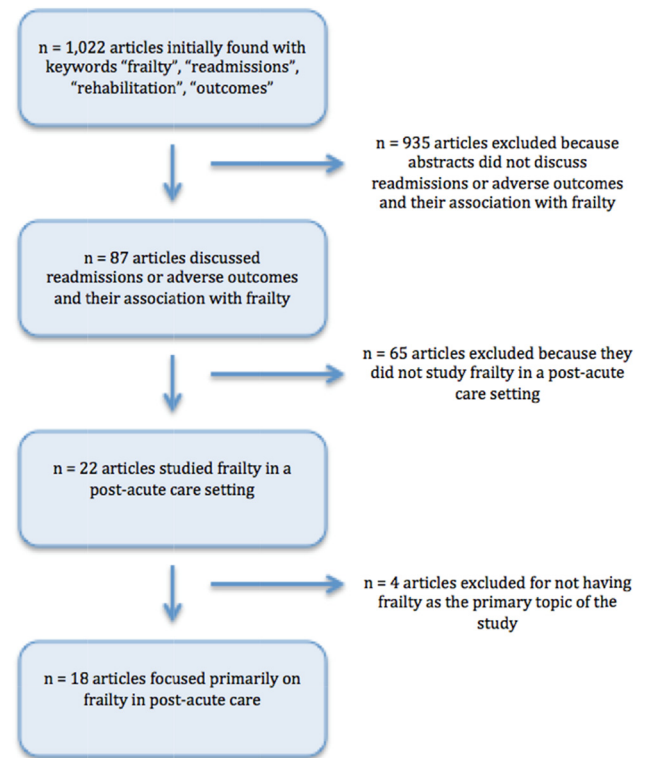 n = 1,022 articles initially found with
keywords “frailty”, “readmissions”,
“rehabilitation”, “outcomes”
n = 935 articles excluded because
abstracts did not discuss
readmissions or adverse outcomes
and their association with frailty
n = 87 articles discussed
readmissions or adverse outcomes
and their association with frailty
n = 65 articles excluded because they
did not study frailty in a post-acute
care setting
n = 22 articles studied frailty in a
post-acute care setting
n = 4 articles excluded for not having
frailty as the primary topic of the
study
n = 18 articles focused primarily on
frailty in post-acute care